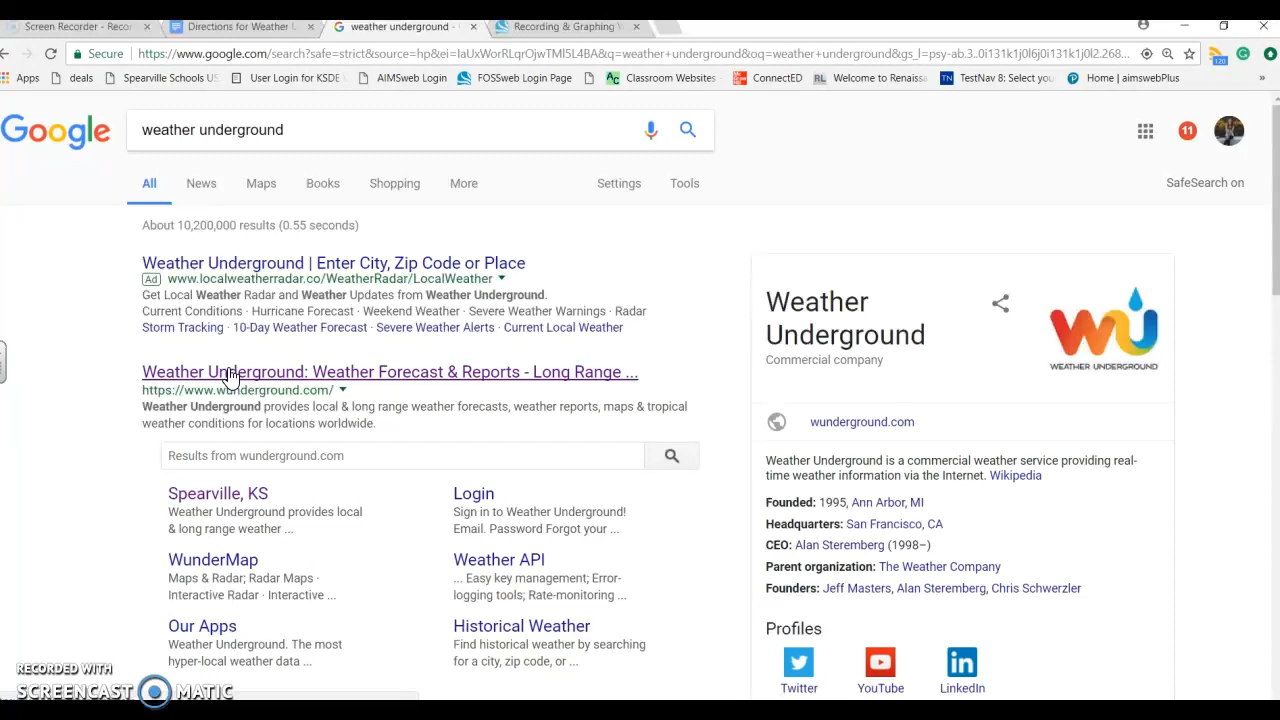 Screen Recorder - Reco
Directions for Weather U
weather underground -
Recording & Graphing W
Secure
https://www.google.com/search?safe=strict&source=hp&ei=
Apps
deals
Spearville Schools US
User Login for KSDE
AIMSweb Login
FOSSweb Login Page
Classroom Websites
ConnectED
Welcome to Renaiss
TestNav 8: Select you
Home | aimswebPlus
»
Google
weather underground
11
All News Maps Books Shopping More Settings Tools
SafeSearch on
About 10,200,000 results (0.55 seconds)
Weather Underground | Enter City, Zip Code or Place
Ad www.localweatherradar.co/WeatherRadar/LocalWeather
Get Local Weather Radar and Weather Updates from Weather Underground.
Current Conditions · Hurricane Forecast · Weekend Weather · Severe Weather Warnings · Radar
Storm Tracking · 10-Day Weather Forecast · Severe Weather Alerts · Current Local Weather
Weather Underground: Weather Forecast & Reports - Long Range ...
https://www.wunderground.com/
Weather Underground provides local & long range weather forecasts, weather reports, maps & tropical
weather conditions for locations worldwide.
Results from wunderground.com
Spearville, KS
Weather Underground provides local
& long range weather ...
Login
Sign in to Weather Underground!
Email. Password Forgot your ...
WunderMap
Maps & Radar; Radar Maps ·
Interactive Radar · Interactive ...
Weather API
... Easy key management; Error-
logging tools; Rate-monitoring ...
Our Apps
Weather Underground. The most
hyper-local weather data ...
Historical Weather
Find historical weather by searching
for a city, zip code, or ...
Weather
Underground
Commercial company
WU
WEATHER UNDERGROUND
wunderground.com
Weather Underground is a commercial weather service providing real-
time weather information via the Internet. Wikipedia
Founded: 1995, Ann Arbor, MI
Headquarters: San Francisco, CA
CEO: Alan Steremberg (1998–)
Parent organization: The Weather Company
Founders: Jeff Masters, Alan Steremberg, Chris Schwerzler
Profiles
Twitter
YouTube
LinkedIn
RECORDED WITH
SCREENCAST MATIC